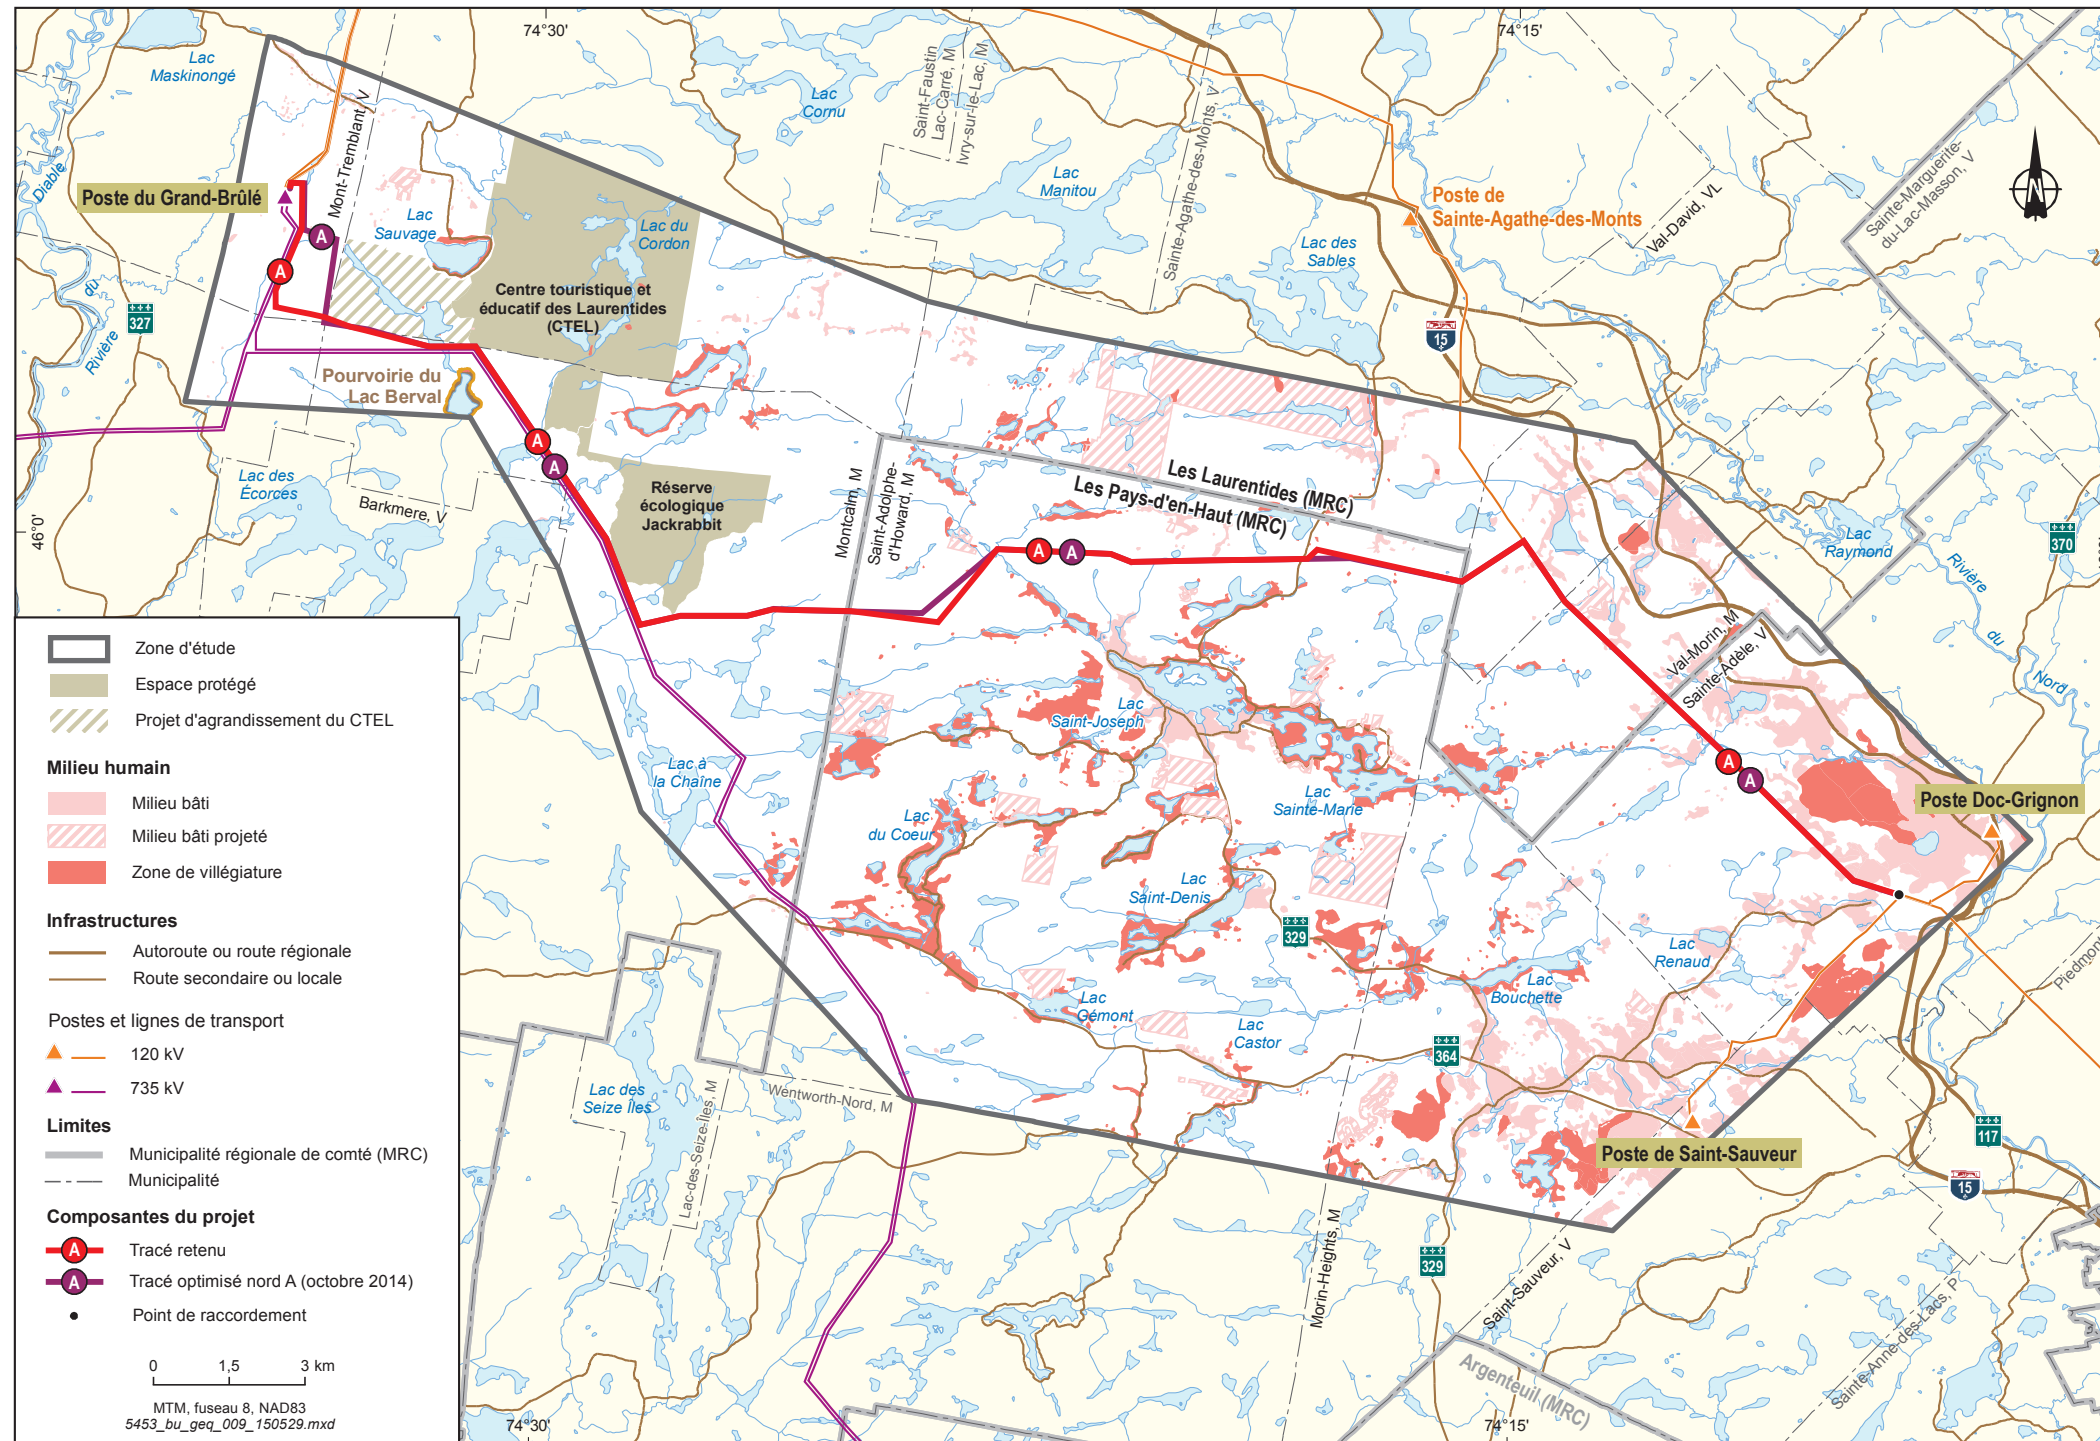 74°30'
74°15'
Lac
Maskinongé
Lac
Cornu
Saint-Faustin
Lac-Carré, M
Ivry-sur-le-Lac, M
Sainte-Agathe-des-Monts, V
Mont-Tremblant, V
Diable
du
Rivière
327
Poste du Grand-Brûlé
A
A
Lac
Sauvage
Lac du
Cordon
Lac
Manitou
Lac des
Sables
Poste de
Sainte-Agathe-des-Monts
Val-David, VL
Sainte-Marguerite-
du-Lac-Masson, V
N
15
Centre touristique et
éducatif des Laurentides
(CTEL)
Pourvoirie du
Lac Berval
A
A
Lac des
Écorces
Barkmere, V
46°0'
Réserve
écologique
Jackrabbit
Montcalm, M
Saint-Adolphe-
d'Howard, M
Les Laurentides (MRC)
Les Pays-d'en-Haut (MRC)
A
A
Lac
Raymond
370
Rivière
du
Nord
Val-Morin, M
Sainte-Adèle, V
Lac
Saint-Joseph
Lac à
la Chaîne
Lac
Sainte-Marie
A
A
Poste Doc-Grignon
Lac
du Coeur
Lac
Saint-Denis
329
Lac
Renaud
Lac
Bouchette
Piedmont
Lac
Gémont
Lac
Castor
364
Lac des
Seize Îles
Lac-des-Seize-Îles, M
Wentworth-Nord, M
Poste de Saint-Sauveur
117
15
Morin-Heights, M
329
Saint-Sauveur, V
Sainte-Anne-des-Lacs, P
Argenteuil (MRC)
74°30'
74°15'
Zone d'étude
Espace protégé
Projet d'agrandissement du CTEL
Milieu humain
Milieu bâti
Milieu bâti projeté
Zone de villégiature
Infrastructures
Autoroute ou route régionale
Route secondaire ou locale
Postes et lignes de transport
120 kV
735 kV
Limites
Municipalité régionale de comté (MRC)
Municipalité
Composantes du projet
A Tracé retenu
A Tracé optimisé nord A (octobre 2014)
Point de raccordement
0 1,5 3 km
MTM, fuseau 8, NAD83
5453_bu_geq_009_150529.mxd